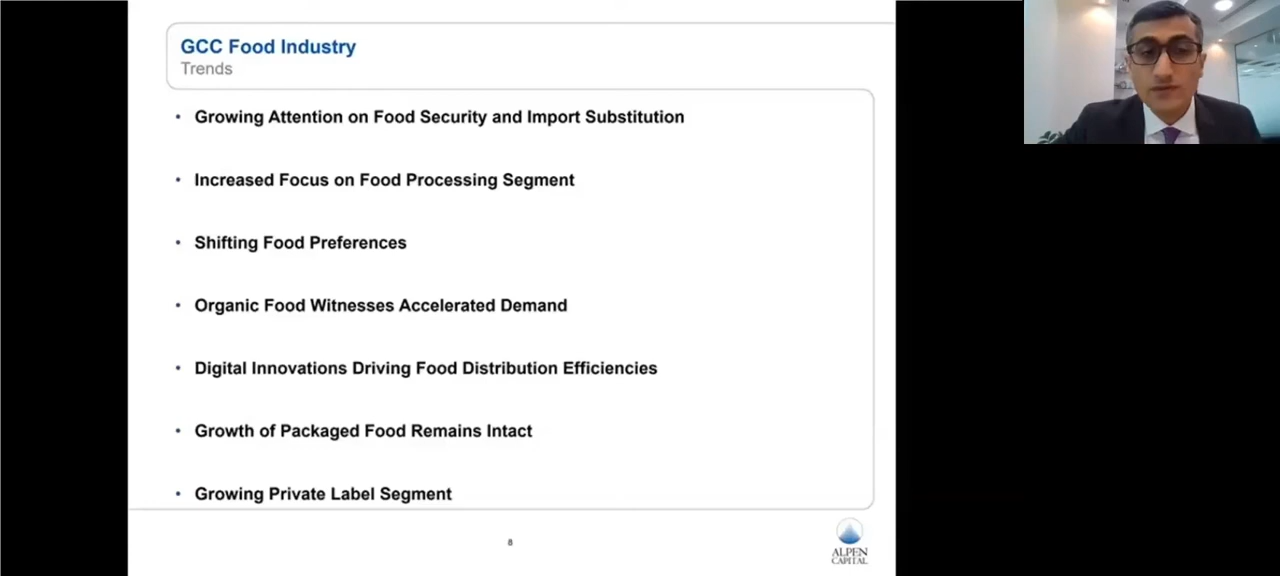 GCC Food Industry
Trends
• Growing Attention on Food Security and Import Substitution
• Increased Focus on Food Processing Segment
• Shifting Food Preferences
• Organic Food Witnesses Accelerated Demand
• Digital Innovations Driving Food Distribution Efficiencies
• Growth of Packaged Food Remains Intact
• Growing Private Label Segment
8
ALPEN
CAPITAL